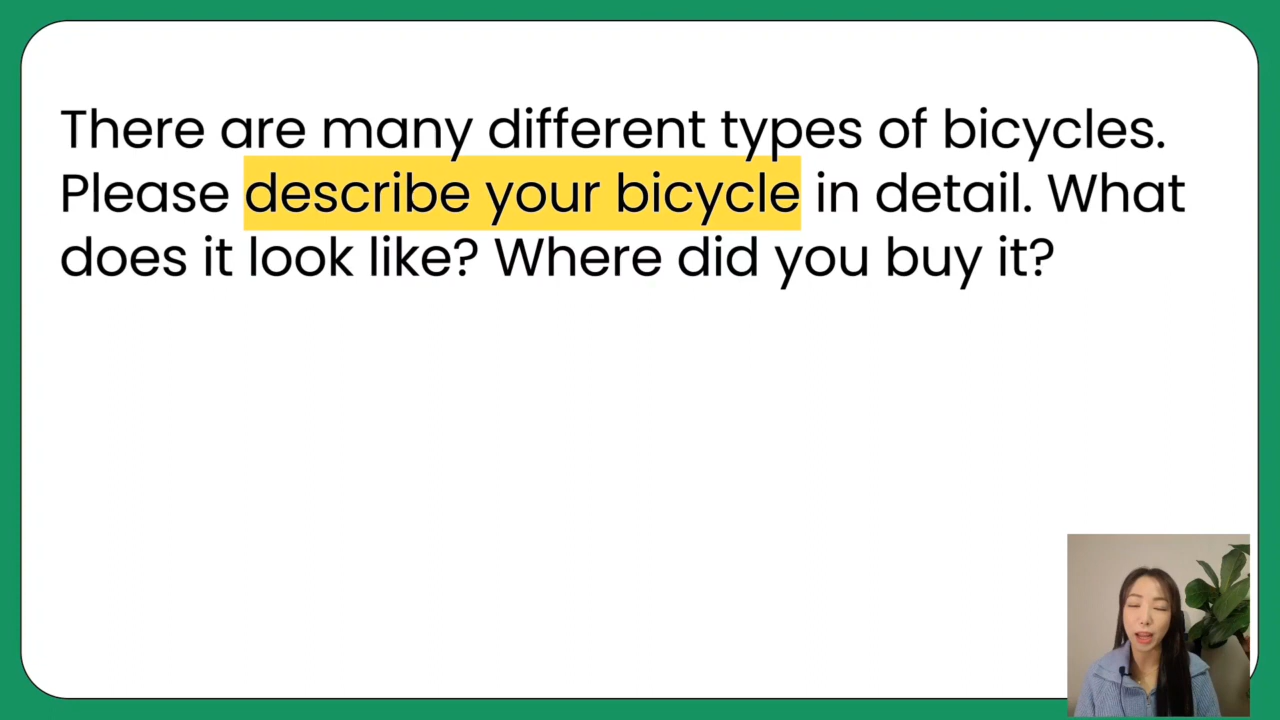 There are many different types of bicycles.
Please describe your bicycle in detail. What
does it look like? Where did you buy it?